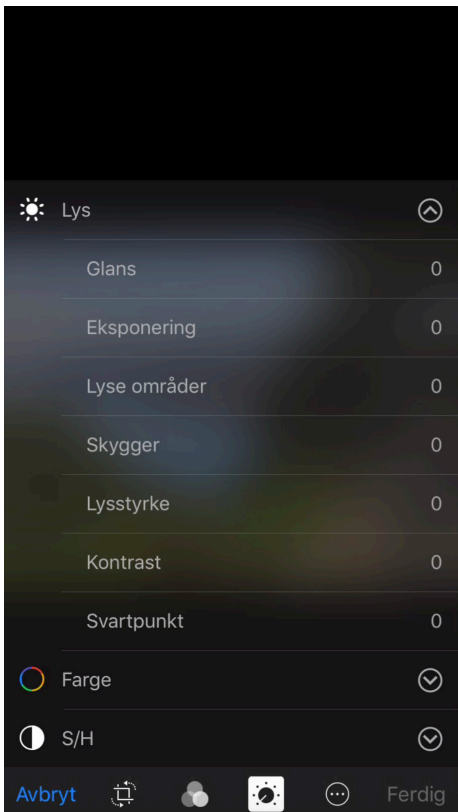 Lys
Glans 0
Eksponering 0
Lyse områder 0
Skygger 0
Lysstyrke 0
Kontrast 0
Svartpunkt 0
Farge
S/H
Avbryt Ferdig